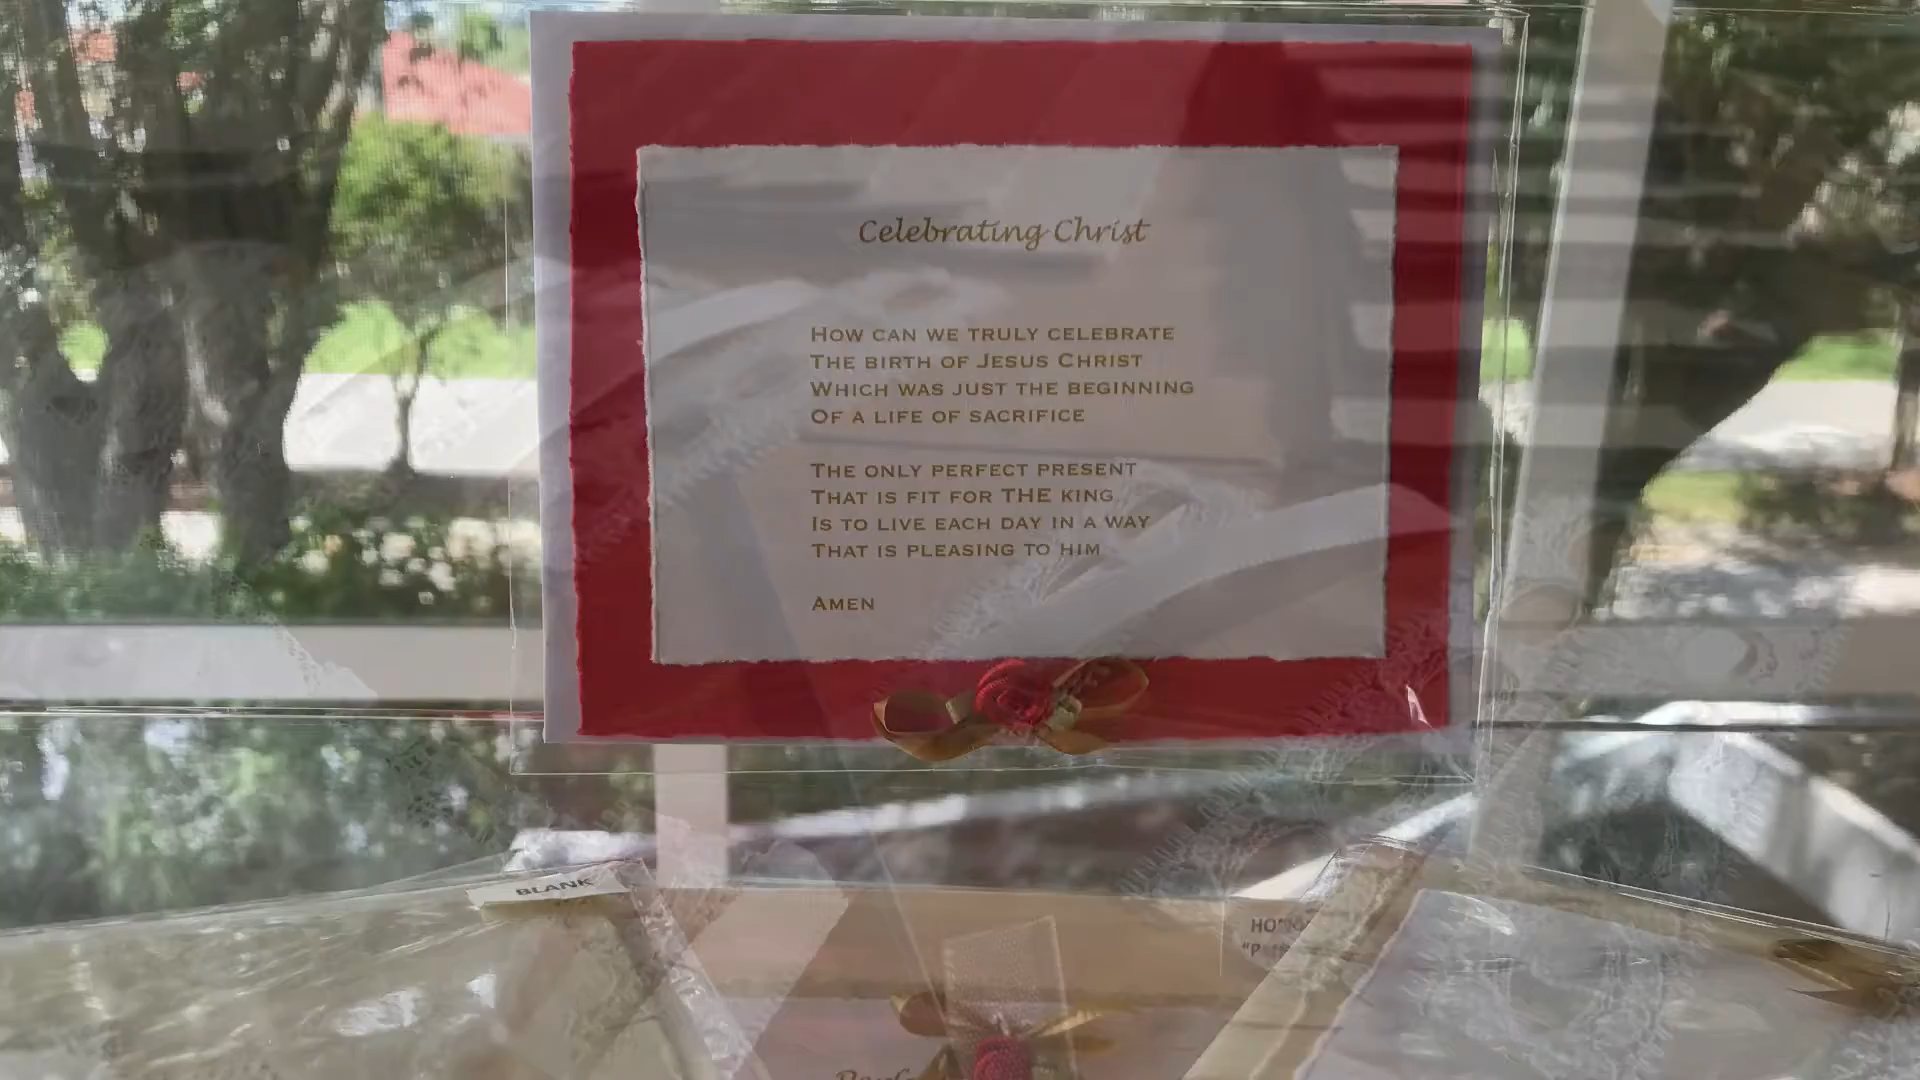 Celebrating Christ
HOW CAN WE TRULY CELEBRATE
THE BIRTH OF JESUS CHRIST
WHICH WAS JUST THE BEGINNING
OF A LIFE OF SACRIFICE
THE ONLY PERFECT PRESENT
THAT IS FIT FOR THE KING
IS TO LIVE EACH DAY IN A WAY
THAT IS PLEASING TO HIM
AMEN
BLANK